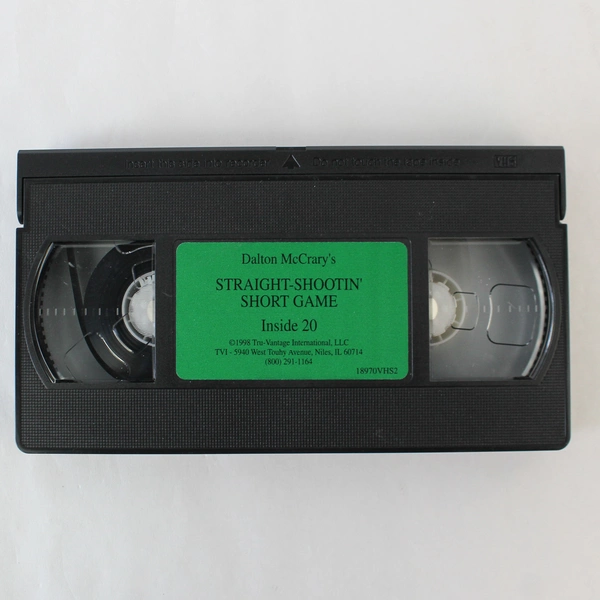 Dalton McCrary's
STRAIGHT-SHOOTIN'
SHORT GAME
Inside 20
©1998 Tru-Vantage International, LLC
TVI - 5940 West Touhy Avenue, Niles, IL 60714
(800) 291-1164
18970VHS2